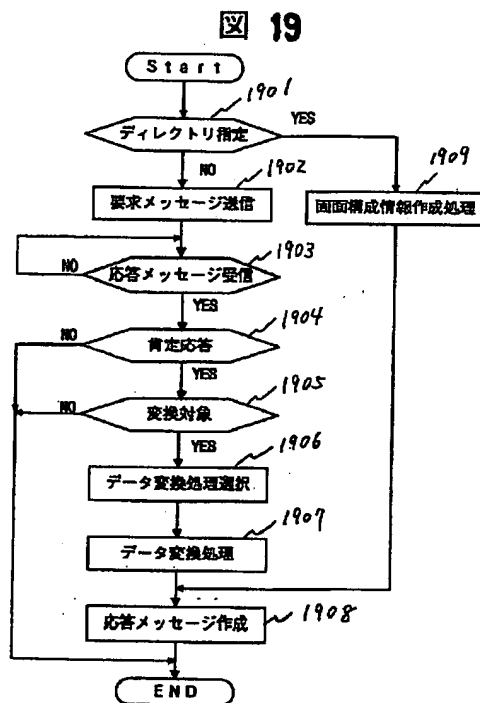 図 19
Start
1901
ディレクトリ指定
YES
1909
NO
1902
要求メッセージ送信
画面構成情報作成処理
1903
NO
応答メッセージ受信
YES
1904
NO
肯定応答
YES
1905
NO
変換対象
YES
1906
データ変換処理選択
1907
データ変換処理
応答メッセージ作成
1908
END